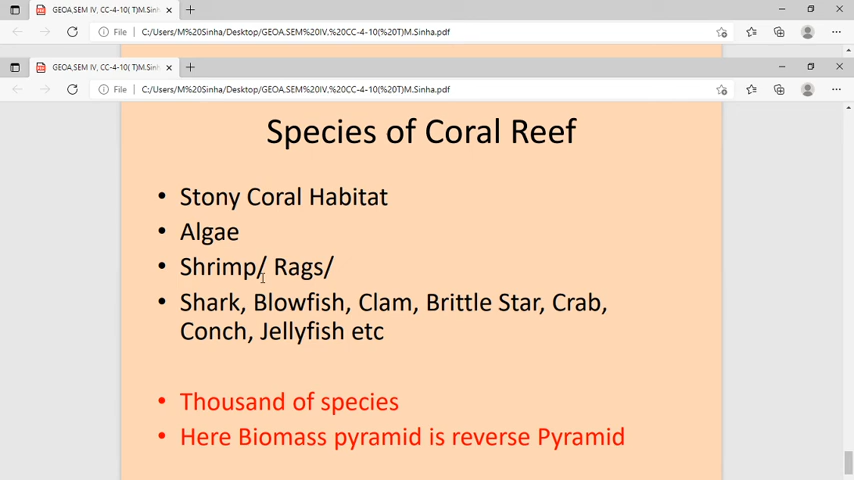 GEOA,SEM IV, CC-4-10( T)M.Sinh
File C:/Users/M%20Sinha/Desktop/GEOA.SEM%20IV.%20CC-4-10(%20T)M.Sinha.pdf
GEOA,SEM IV, CC-4-10( T)M.Sinh
File C:/Users/M%20Sinha/Desktop/GEOA.SEM%20IV.%20CC-4-10(%20T)M.Sinha.pdf
Species of Coral Reef
• Stony Coral Habitat
• Algae
• Shrimp/ Rags/
• Shark, Blowfish, Clam, Brittle Star, Crab,
Conch, Jellyfish etc
• Thousand of species
• Here Biomass pyramid is reverse Pyramid